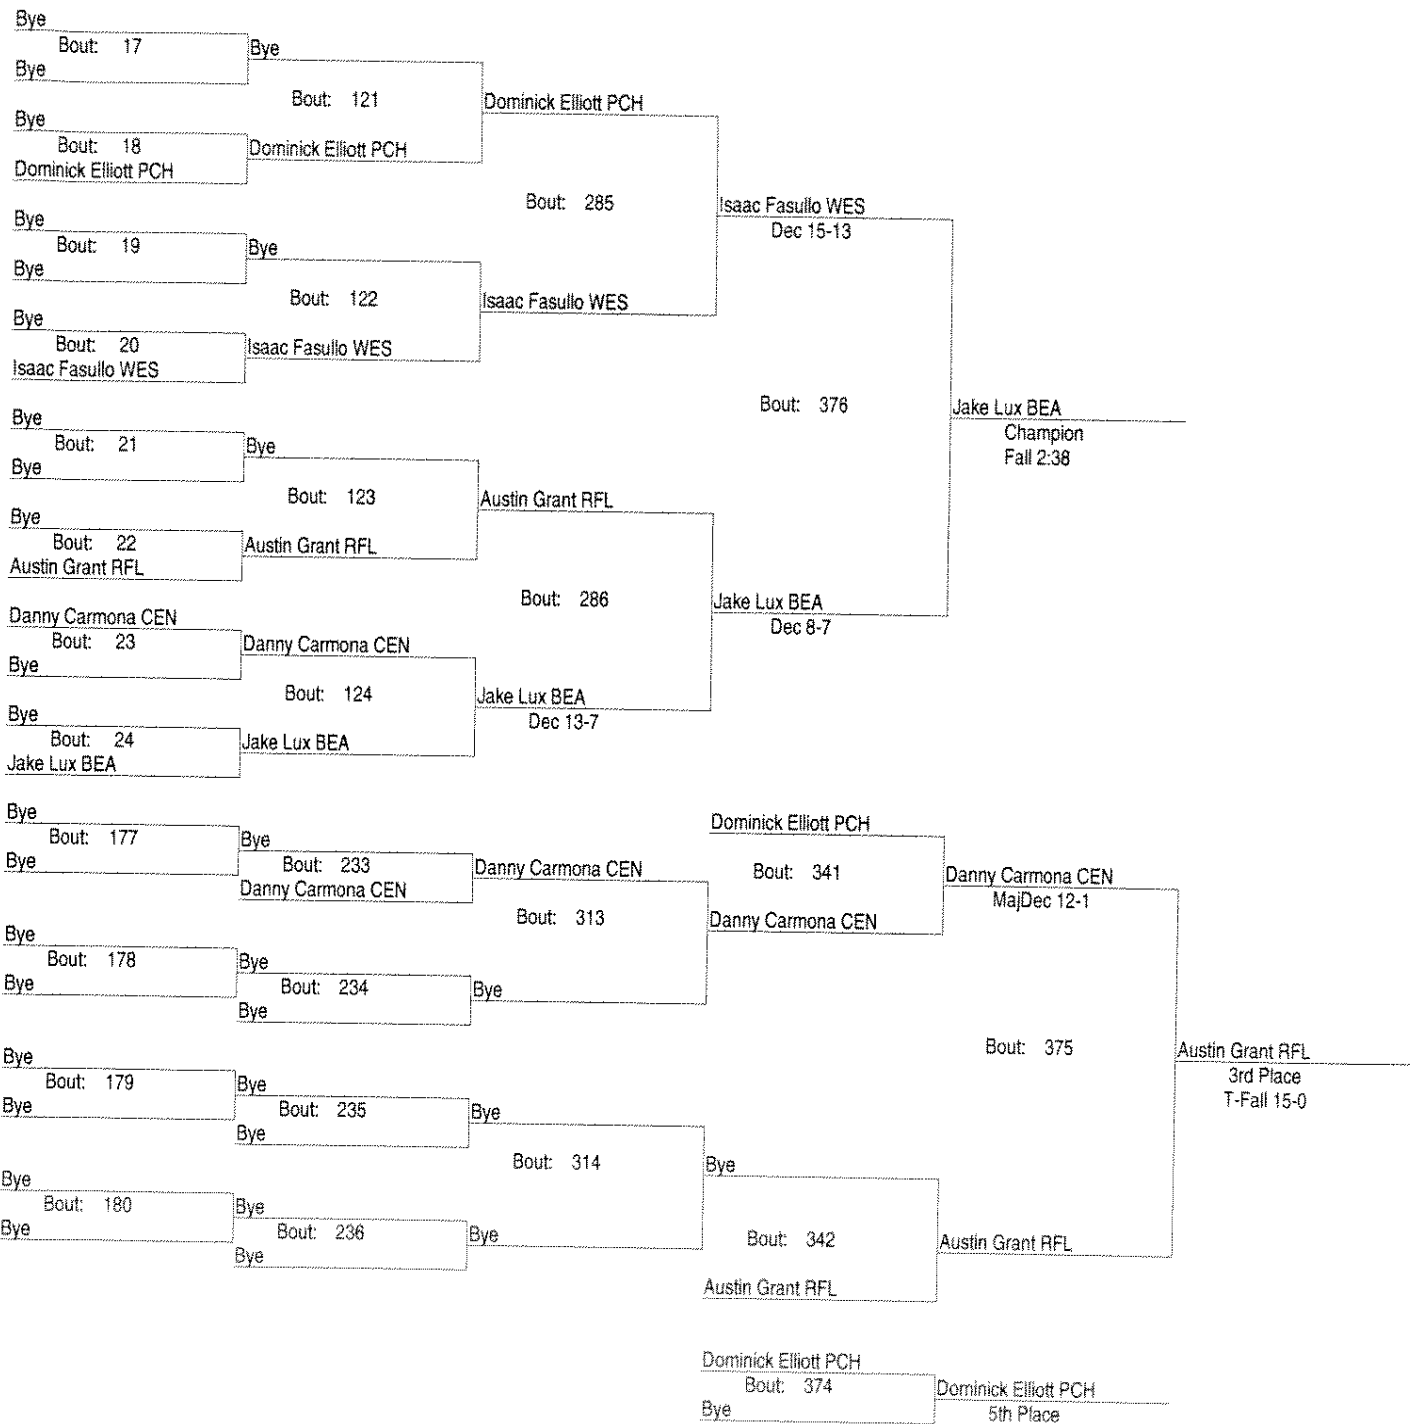 Bye
Bout: 17
Bye
Bye
Bout: 121
Dominick Elliott PCH
Bye
Bout: 18
Dominick Elliott PCH
Dominick Elliott PCH
Bout: 285
Isaac Fasullo WES
Dec 15-13
Bye
Bout: 19
Bye
Bye
Bout: 122
Isaac Fasullo WES
Bye
Bout: 20
Isaac Fasullo WES
Isaac Fasullo WES
Bout: 376
Jake Lux BEA
Champion
Fall 2:38
Bye
Bout: 21
Bye
Bye
Bout: 123
Austin Grant RFL
Bye
Bout: 22
Austin Grant RFL
Austin Grant RFL
Bout: 286
Jake Lux BEA
Dec 8-7
Danny Carmona CEN
Bout: 23
Bye
Danny Carmona CEN
Bout: 124
Jake Lux BEA
Dec 13-7
Bye
Bout: 24
Jake Lux BEA
Jake Lux BEA
Bye
Bout: 177
Bye
Bye
Bout: 233
Danny Carmona CEN
Danny Carmona CEN
Bout: 313
Dominick Elliott PCH
Bout: 341
Danny Carmona CEN
Danny Carmona CEN
MajDec 12-1
Bye
Bout: 178
Bye
Bye
Bout: 234
Bye
Bye
Bout: 375
Austin Grant RFL
3rd Place
T-Fall 15-0
Bye
Bout: 179
Bye
Bye
Bout: 235
Bye
Bye
Bout: 314
Bye
Bye
Bout: 180
Bye
Bye
Bout: 236
Bye
Bye
Bout: 342
Austin Grant RFL
Austin Grant RFL
Dominick Elliott PCH
Bout: 374
Bye
Dominick Elliott PCH
5th Place